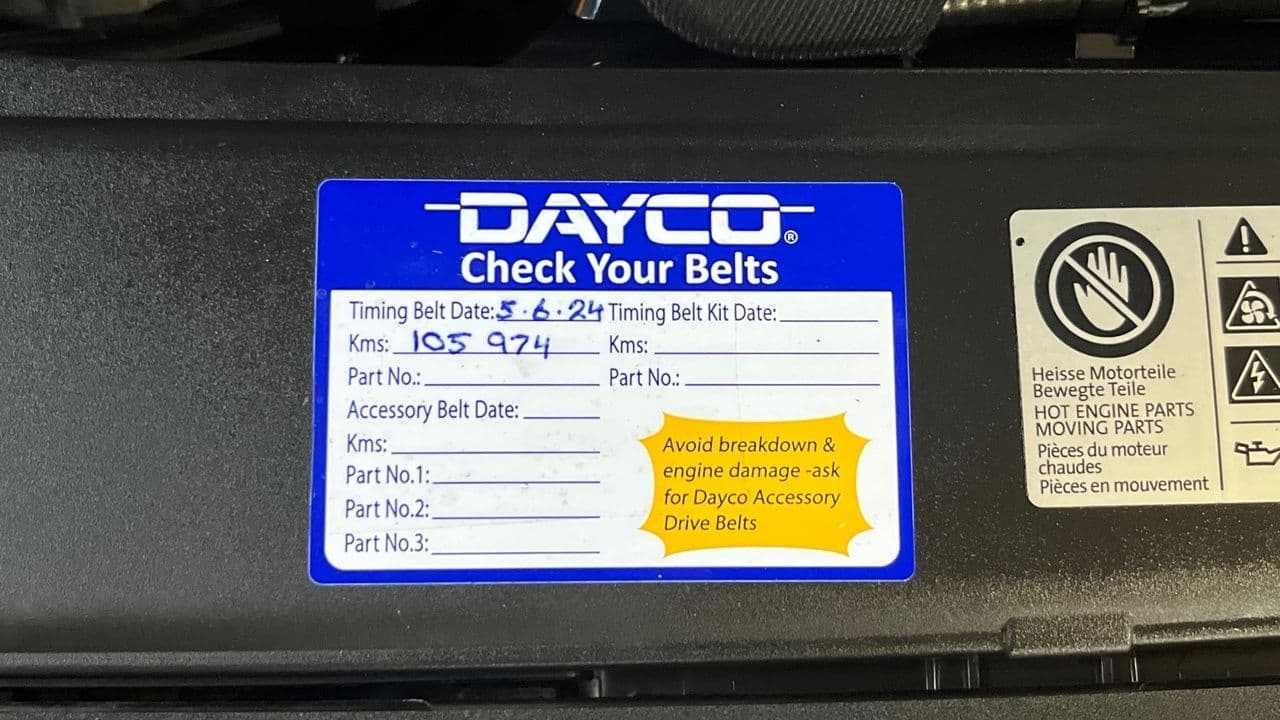 DAYCO®
Check Your Belts
Timing Belt Date: 5.6.24 Timing Belt Kit Date:
Kms: 105 974 Kms:
Part No.: Part No.:
Accessory Belt Date:
Kms:
Part No.1:
Part No.2:
Part No.3:
Avoid breakdown &
engine damage -ask
for Dayco Accessory
Drive Belts
Heisse Motorteile
Bewegte Teile
HOT ENGINE PARTS
MOVING PARTS
Pièces du moteur
chaudes
Pièces en mouvement